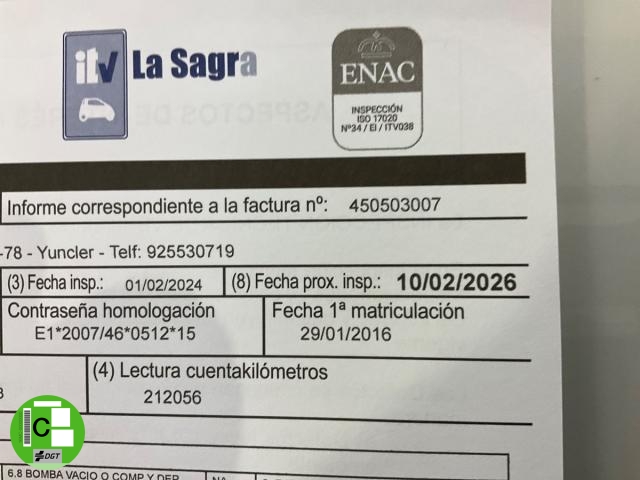 itv La Sagra
ENAC
INSPECCIÓN
ISO 17020
Nº34 / EI / ITV038
Informe correspondiente a la factura nº: 450503007
-78 - Yuncler - Telf: 925530719
(3) Fecha insp.: 01/02/2024 (8) Fecha prox. insp.: 10/02/2026
Contraseña homologación Fecha 1ª matriculación
E1*2007/46*0512*15 29/01/2016
(4) Lectura cuentakilómetros
212056
C
DGT
6.8 BOMBA VACIO O COMP Y DEP